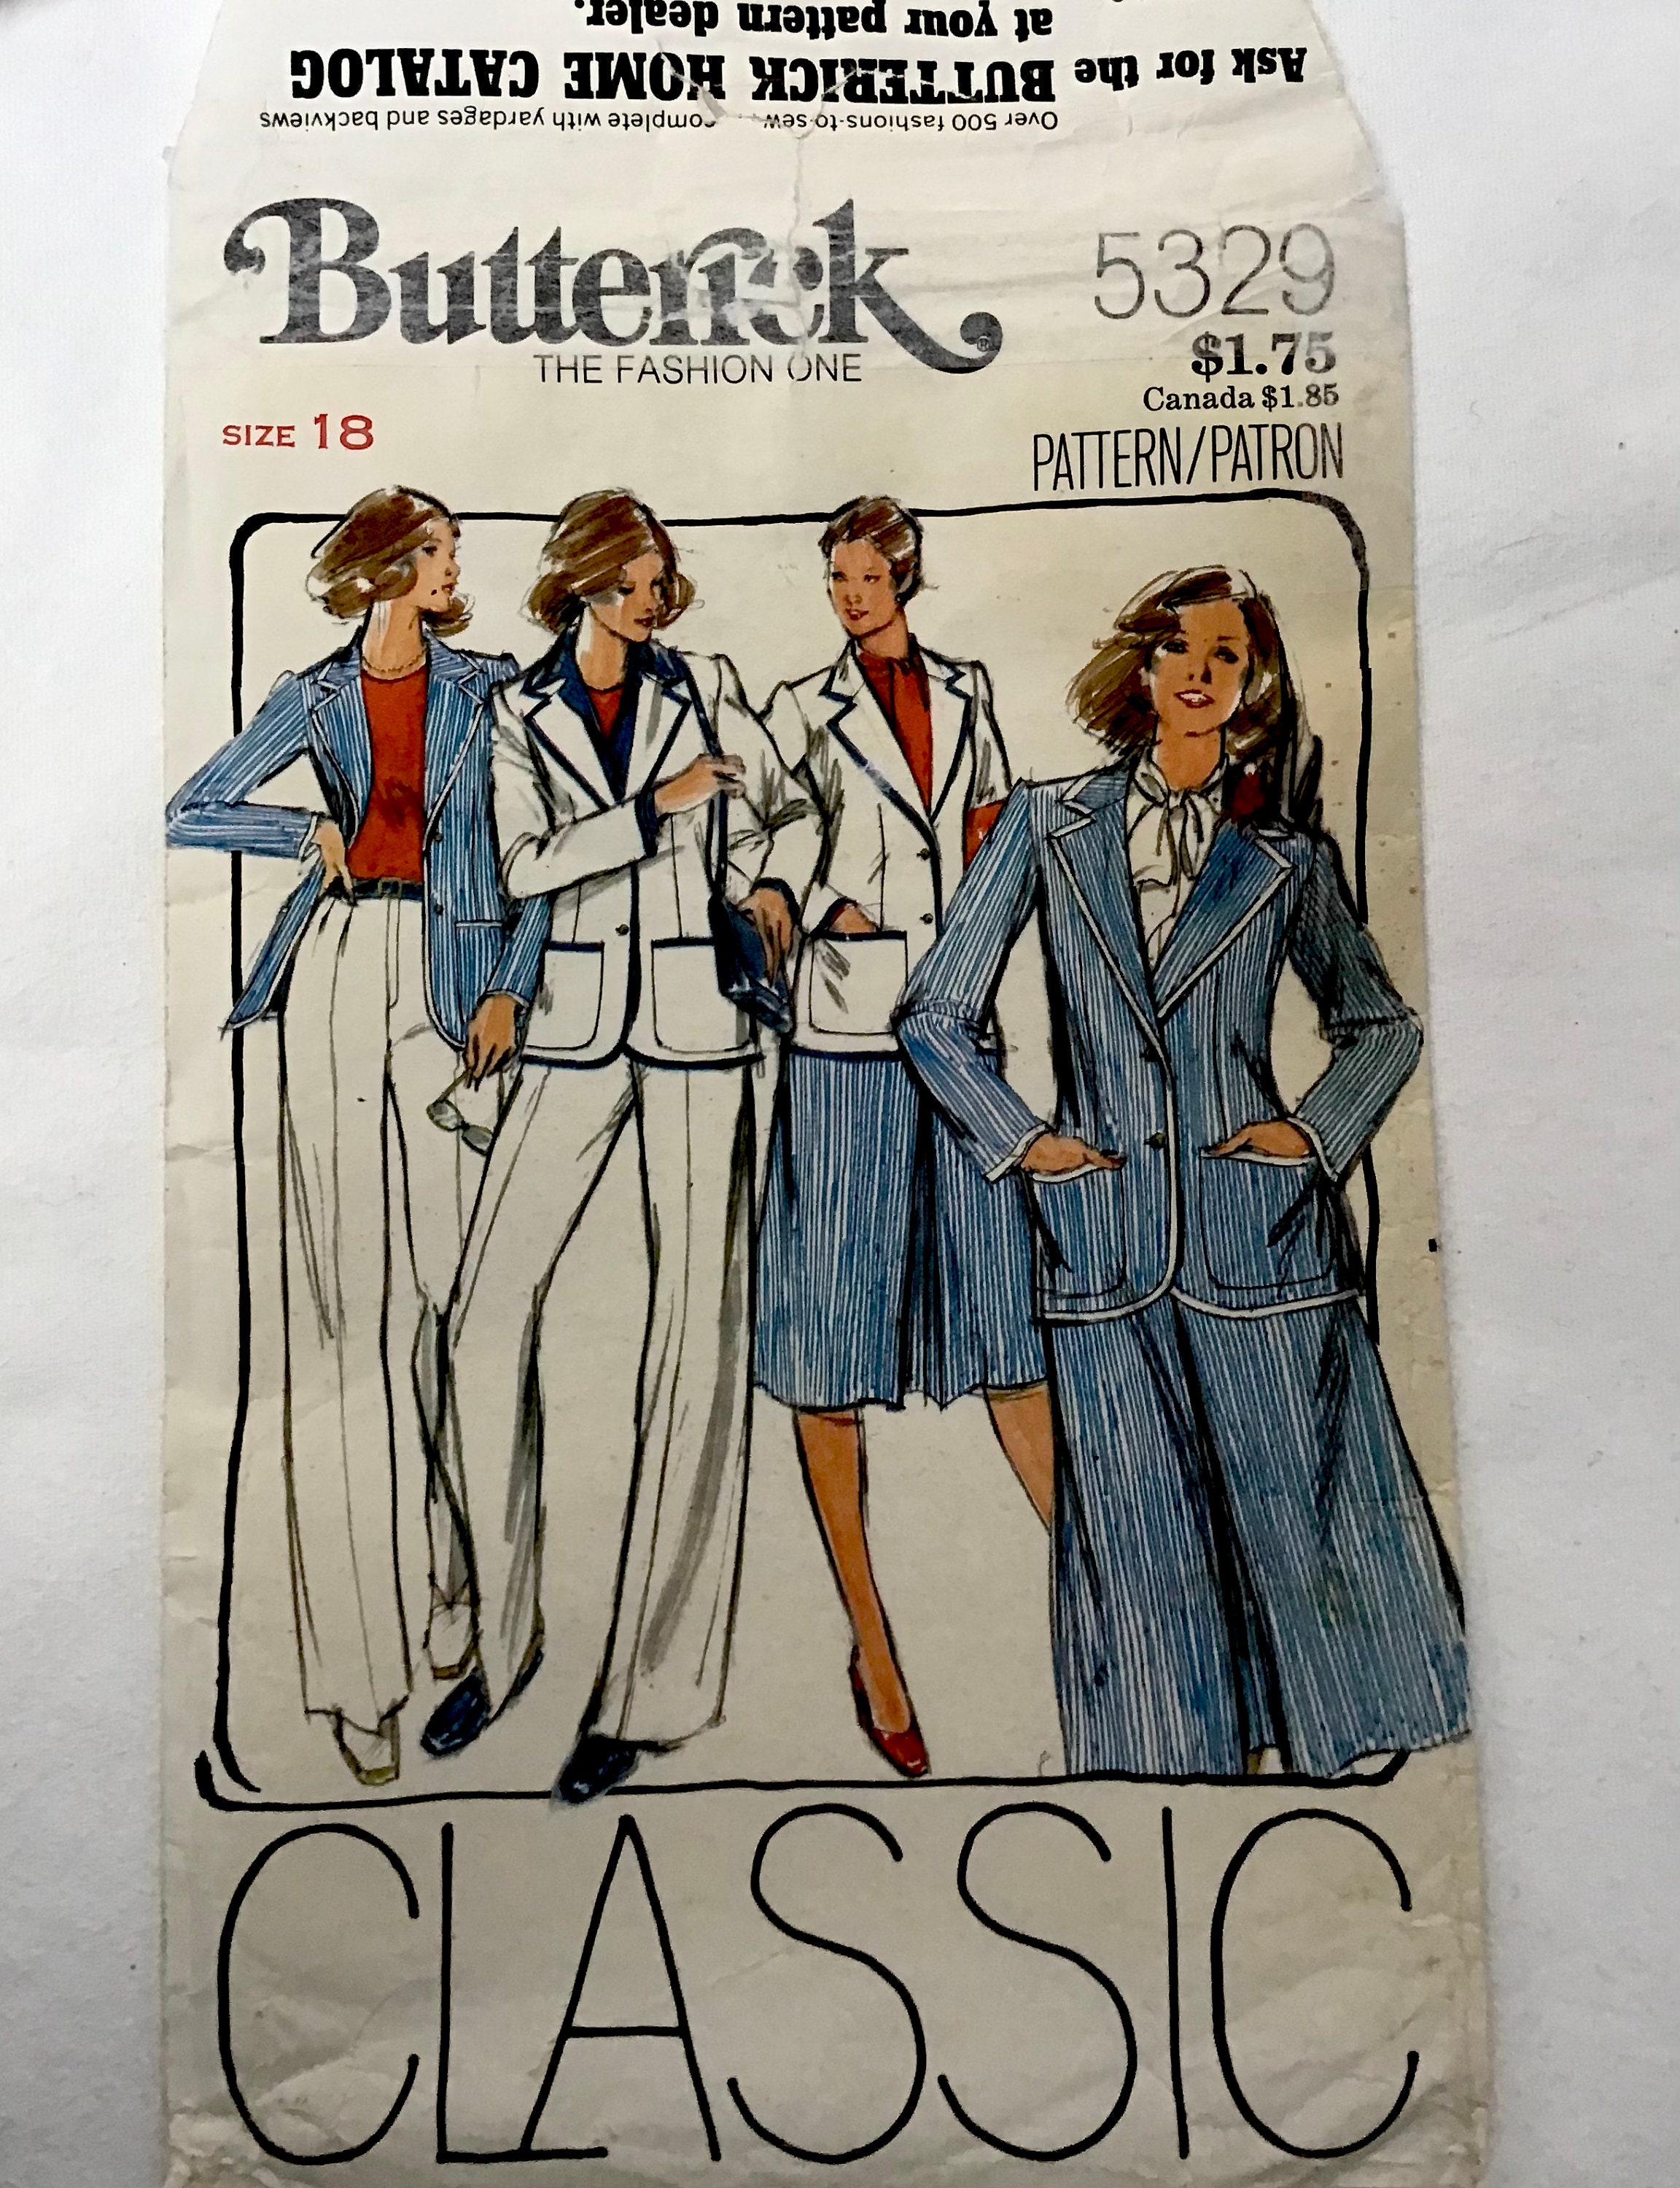 Ask for the BUTTERICK HOME CATALOG
at your pattern dealer.
Over 500 fashions-to-sew complete with yardages and backviews
Butterick®
THE FASHION ONE
5329
$1.75
Canada $1.85
SIZE 18
PATTERN/PATRON
CLASSIC